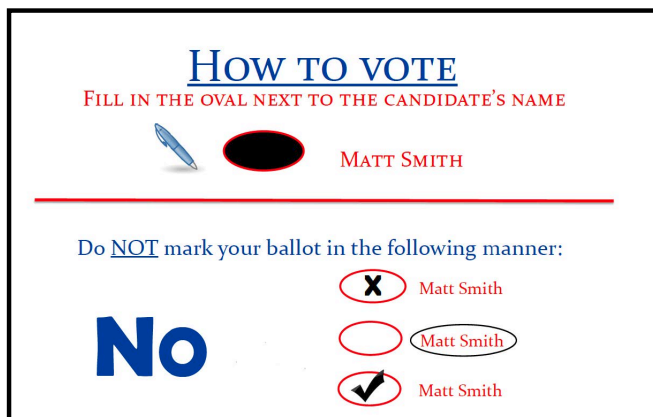 How to vote
Fill in the oval next to the candidate's name
Matt Smith
Do NOT mark your ballot in the following manner:
X Matt Smith
No
Matt Smith
Matt Smith